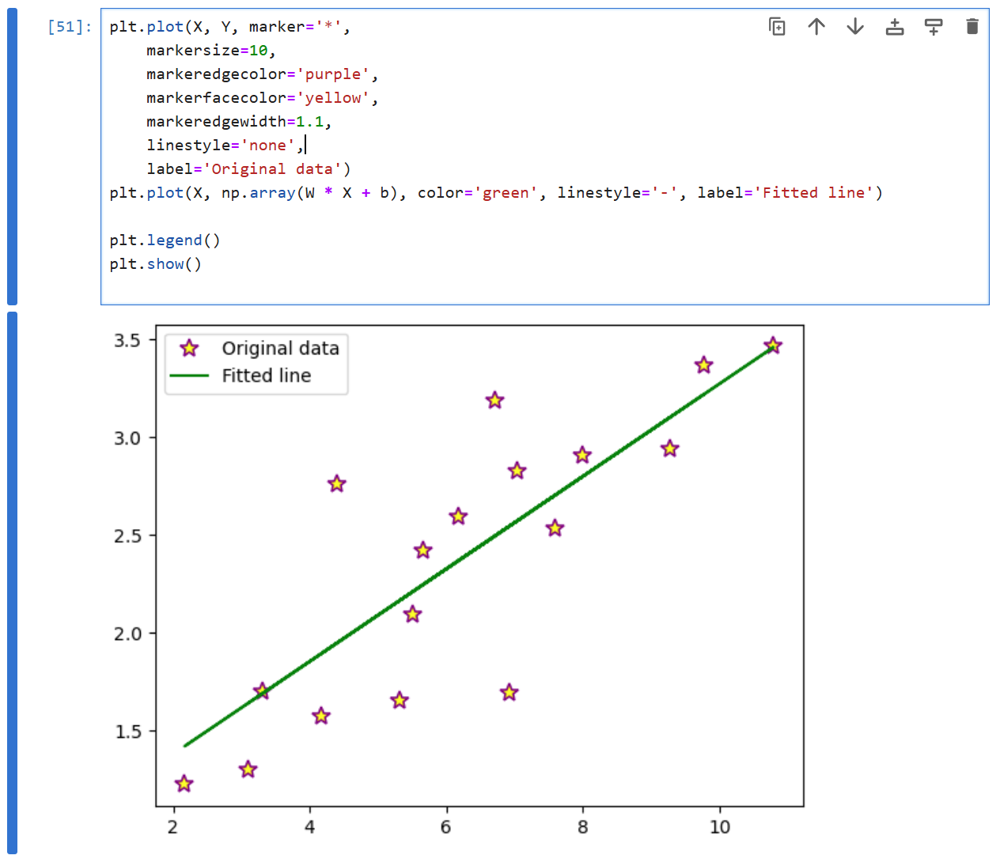 [51]: plt.plot(X, Y, marker='*',
    markersize=10,
    markeredgecolor='purple',
    markerfacecolor='yellow',
    markeredgewidth=1.1,
    linestyle='none',
    label='Original data')
plt.plot(X, np.array(W * X + b), color='green', linestyle='-', label='Fitted line')
plt.legend()
plt.show()
3.5
3.0
2.5
2.0
1.5
Original data
Fitted line
2 4 6 8 10